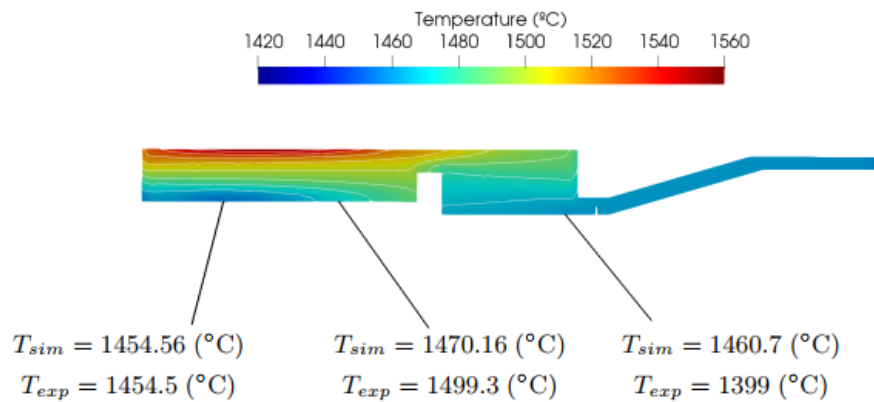 Temperature (ºC)
1420 1440 1460 1480 1500 1520 1540 1560
T_sim = 1454.56 (°C) T_sim = 1470.16 (°C) T_sim = 1460.7 (°C)
T_exp = 1454.5 (°C) T_exp = 1499.3 (°C) T_exp = 1399 (°C)